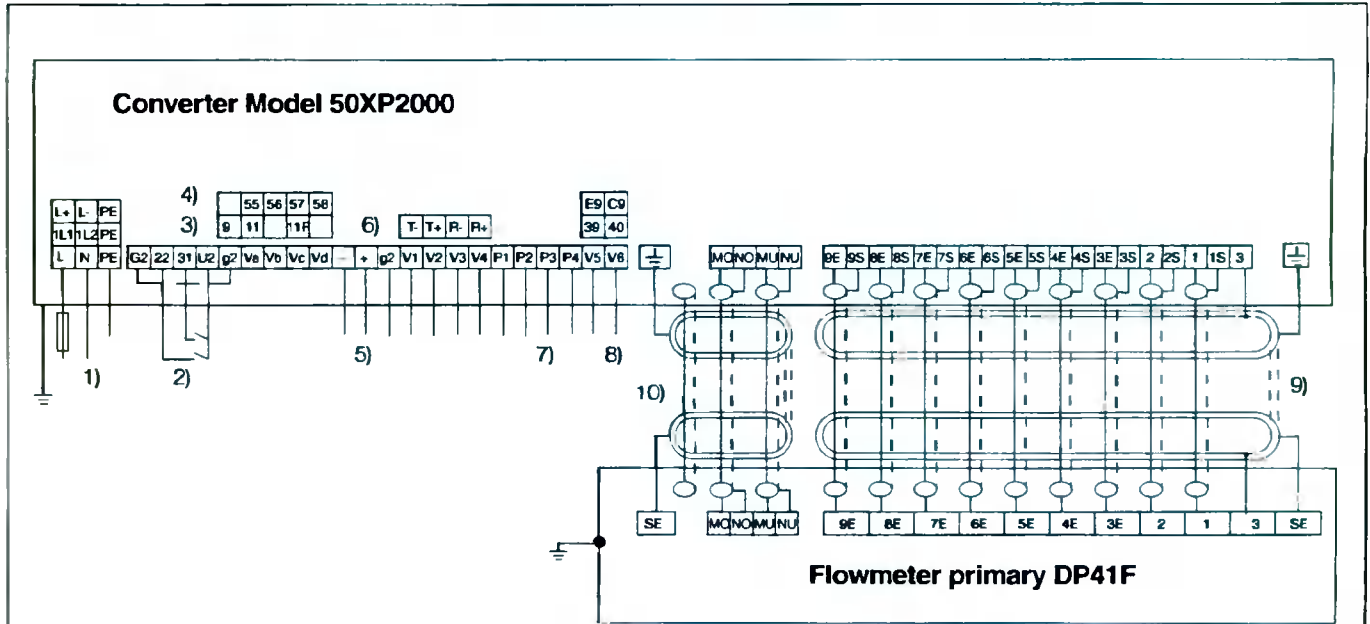 Converter Model 50XP2000
4) 55 56 57 58 E9 C9
L+ L- PE
3) 9 11 11R 6) T- T+ R- R+ 39 40
1L1 1L2 PE
L N PE G2 22 31 U2 g2 Va Vb Vc Vd - + g2 V1 V2 V3 V4 P1 P2 P3 P4 V5 V6 MO NO MU NU 9E 9S 8E 8S 7E 7S 6E 6S 5E 5S 4E 4S 3E 3S 2 2S 1 1S 3
1) 2) 5) 7) 8) 10) 9)
SE MO NO MU NU 9E 8E 7E 6E 5E 4E 3E 2 1 3 SE
Flowmeter primary DP41F